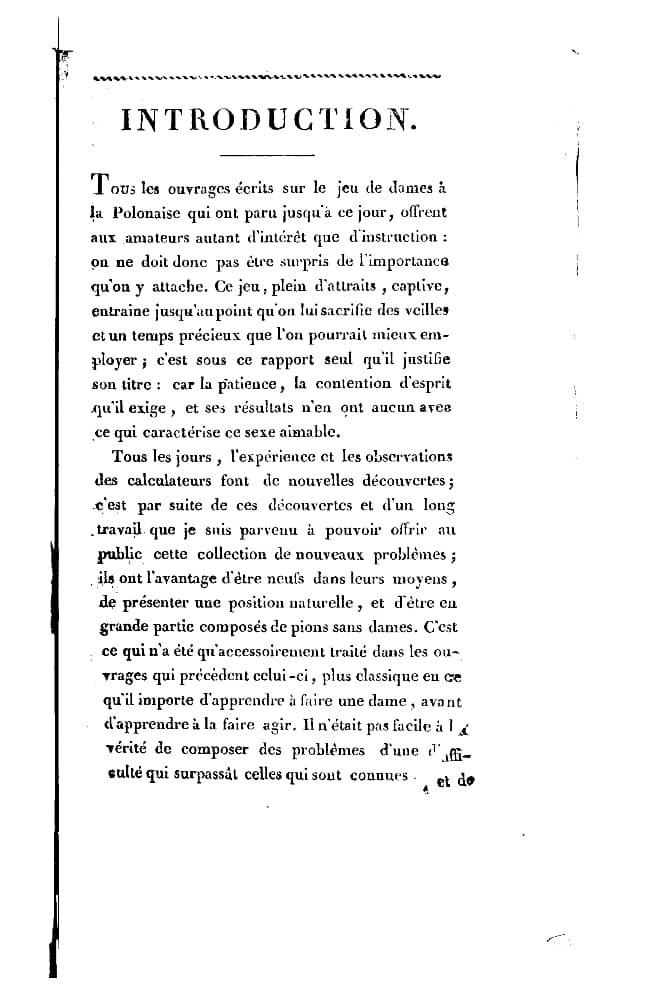 INTRODUCTION.
Tous les ouvrages écrits sur le jeu de dames à
la Polonaise qui ont paru jusqu'à ce jour, offrent
aux amateurs autant d'intérêt que d'instruction :
on ne doit donc pas être surpris de l'importance
qu'on y attache. Ce jeu, plein d'attraits, captive,
entraine jusqu'au point qu'on lui sacrifie des veilles
et un temps précieux que l'on pourrait mieux em-
ployer ; c'est sous ce rapport seul qu'il justifie
son titre : car la patience, la contention d'esprit
qu'il exige, et ses résultats n'en ont aucun avec
ce qui caractérise ce sexe aimable.
Tous les jours, l'expérience et les observations
des calculateurs font de nouvelles découvertes ;
c'est par suite de ces découvertes et d'un long
travail que je suis parvenu à pouvoir offrir au
public cette collection de nouveaux problêmes ;
ils ont l'avantage d'être neufs dans leurs moyens,
de présenter une position naturelle, et d'être en
grande partie composés de pions sans dames. C'est
ce qui n'a été qu'accessoirement traité dans les ou-
vrages qui précèdent celui-ci, plus classique en ce
qu'il importe d'apprendre à faire une dame, avant
d'apprendre à la faire agir. Il n'était pas facile à l
vérité de composer des problêmes d'une diffi-
culté qui surpassât celles qui sont connues et de